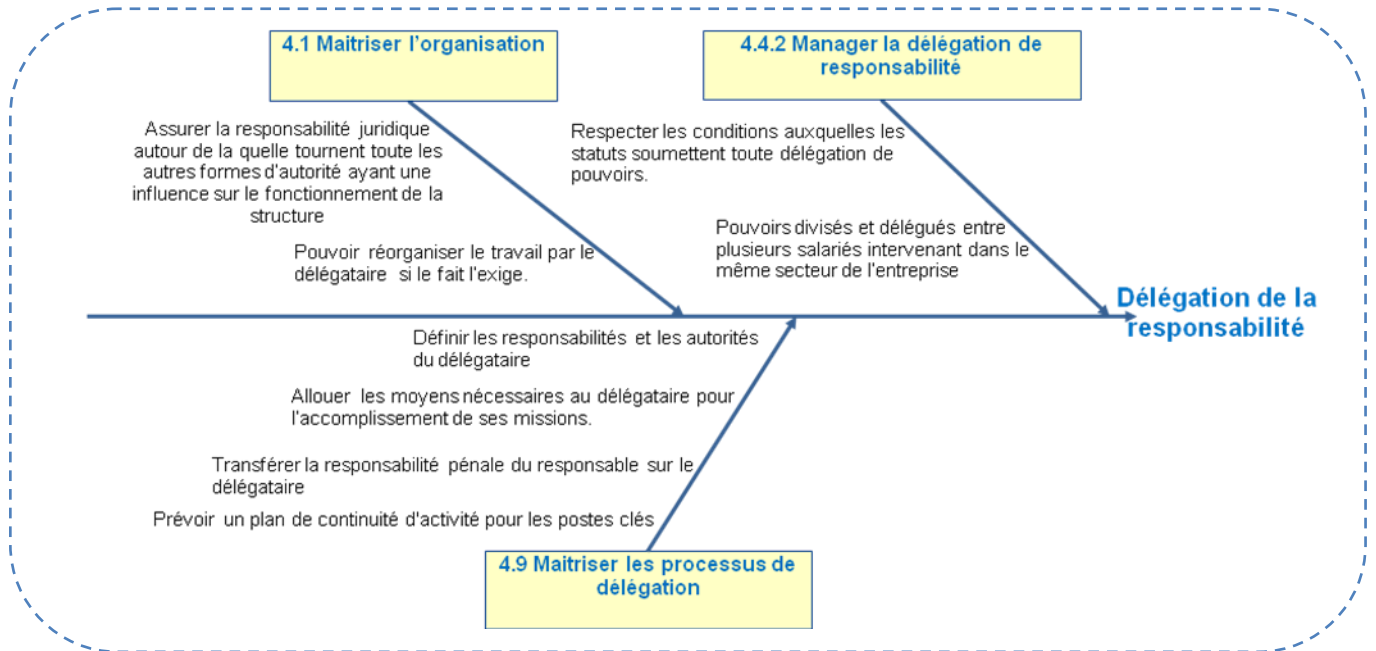 4.1 Maitriser l'organisation
4.4.2 Manager la délégation de
responsabilité
Assurer la responsabilité juridique
autour de la quelle tournent toute les
autres formes d'autorité ayant une
influence sur le fonctionnement de la
structure
Respecter les conditions auxquelles les
statuts soumettent toute délégation de
pouvoirs.
Pouvoir réorganiser le travail par le
délégataire si le fait l'exige.
Pouvoirs divisés et délégués entre
plusieurs salariés intervenant dans le
même secteur de l'entreprise
Délégation de la
responsabilité
Définir les responsabilités et les autorités
du délégataire
Allouer les moyens nécessaires au délégataire pour
l'accomplissement de ses missions.
Transférer la responsabilité pénale du responsable sur le
délégataire
Prévoir un plan de continuité d'activité pour les postes clés
4.9 Maitriser les processus de
délégation